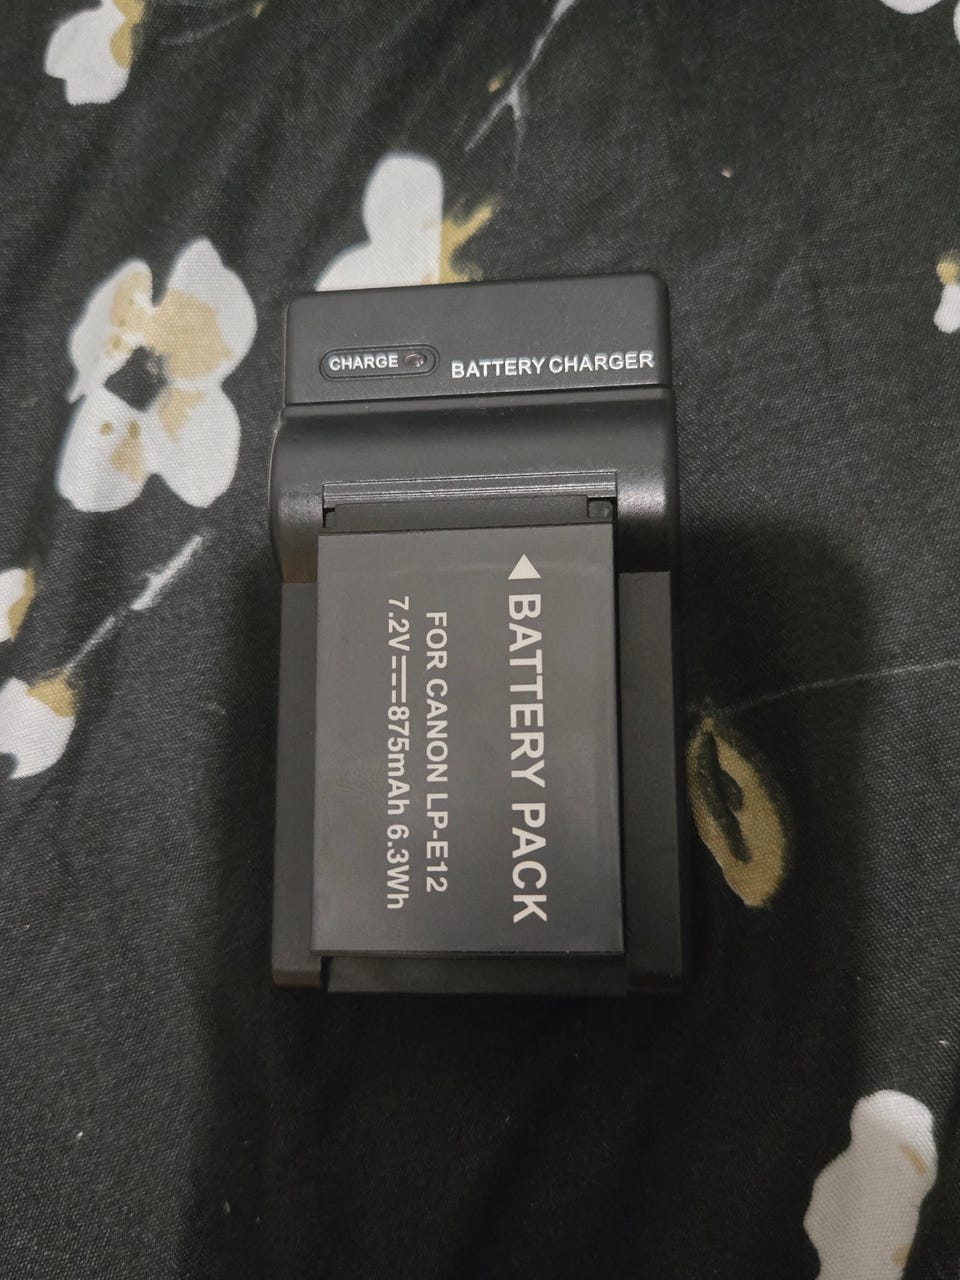 CHARGE
BATTERY CHARGER
◀ BATTERY PACK
FOR CANON LP-E12
7.2V⎓875mAh 6.3Wh